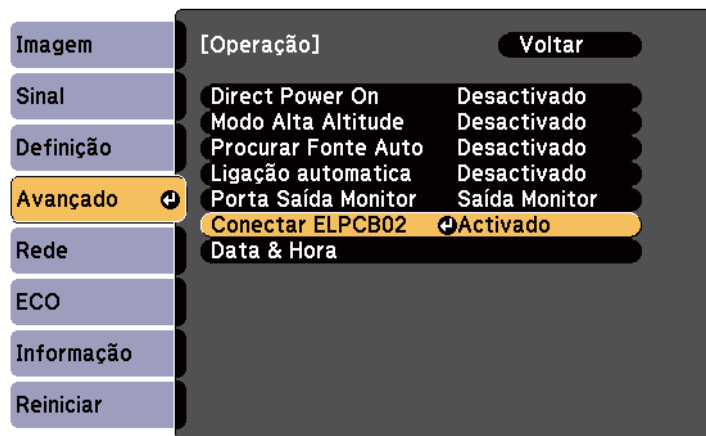 Imagem
Sinal
Definição
Avançado
Rede
ECO
Informação
Reiniciar
[Operação] Voltar
Direct Power On Desactivado
Modo Alta Altitude Desactivado
Procurar Fonte Auto Desactivado
Ligação automatica Desactivado
Porta Saída Monitor Saída Monitor
Conectar ELPCB02 Activado
Data & Hora